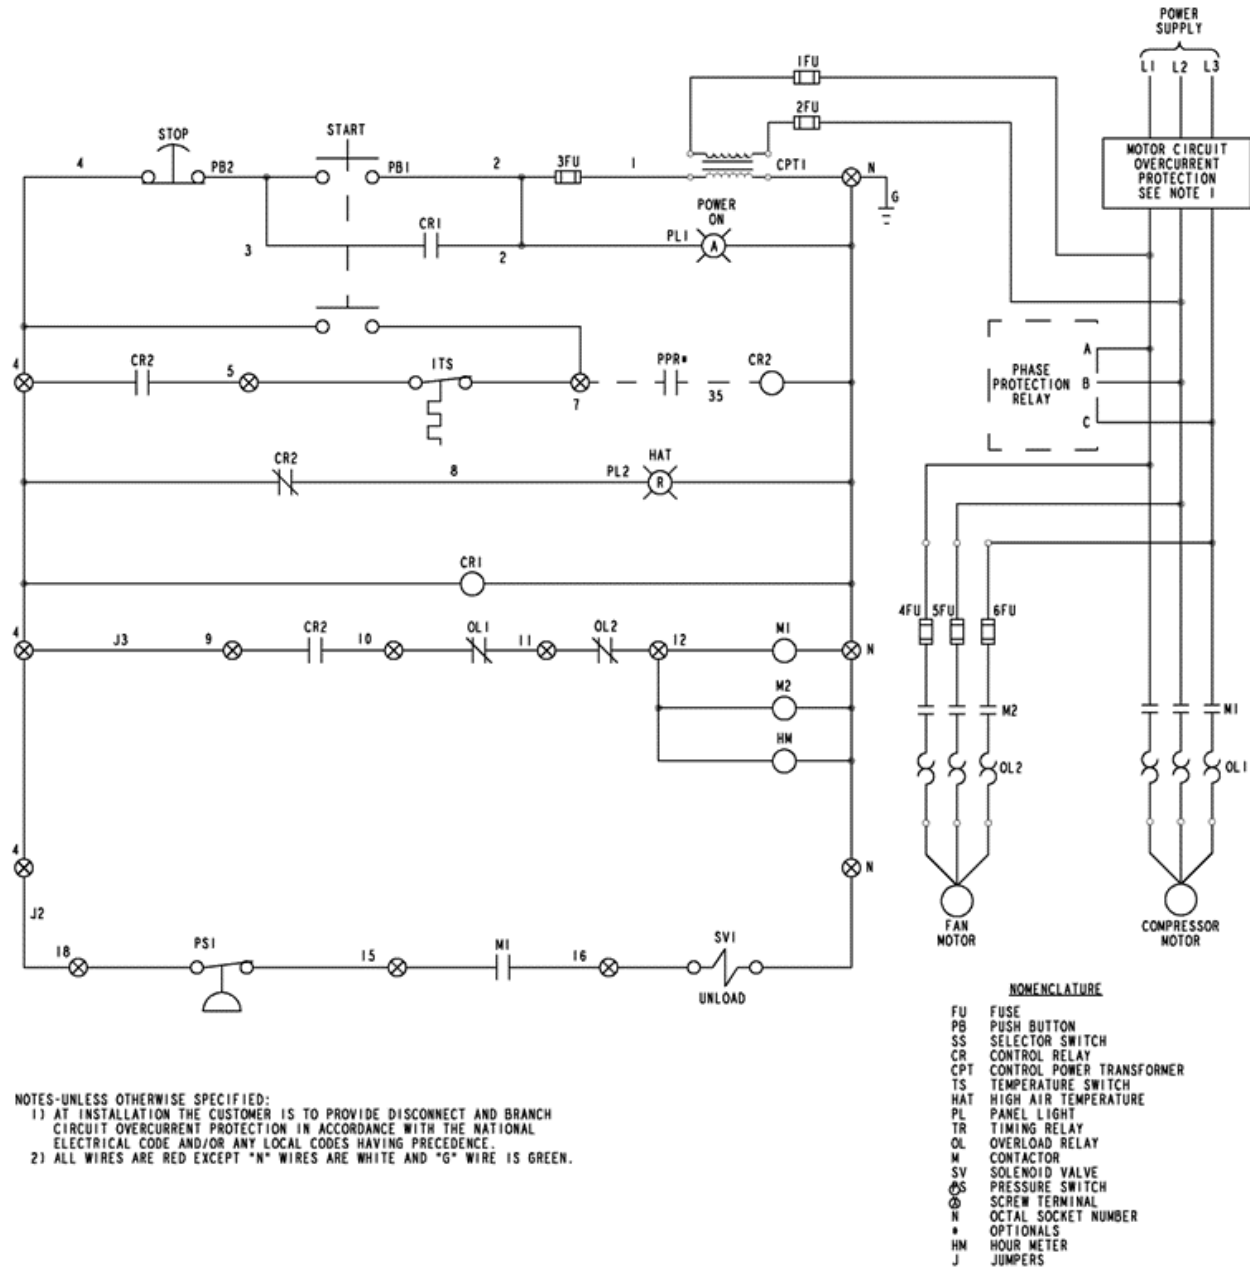 POWER
SUPPLY
L1 L2 L3
1FU
2FU
STOP
START
4
PB2
PB1
2
3FU
1
CPT1
N
G
MOTOR CIRCUIT
OVERCURRENT
PROTECTION
SEE NOTE 1
3
CR1
2
POWER
ON
PL1
A
4
CR2
5
ITS
7
PPR*
35
CR2
PHASE
PROTECTION
RELAY
A
B
C
CR2
8
PL2
HAT
R
CR1
4
J3
9
CR2
10
OL1
11
OL2
12
M1
N
M2
HM
4FU 5FU 6FU
M2
OL2
M1
OL1
4
N
J2
18
PS1
15
M1
16
SV1
UNLOAD
FAN
MOTOR
COMPRESSOR
MOTOR
NOMENCLATURE
FU FUSE
PB PUSH BUTTON
SS SELECTOR SWITCH
CR CONTROL RELAY
CPT CONTROL POWER TRANSFORMER
TS TEMPERATURE SWITCH
HAT HIGH AIR TEMPERATURE
PL PANEL LIGHT
TR TIMING RELAY
OL OVERLOAD RELAY
M CONTACTOR
SV SOLENOID VALVE
PS PRESSURE SWITCH
SCREW TERMINAL
N OCTAL SOCKET NUMBER
* OPTIONALS
HM HOUR METER
J JUMPERS
NOTES-UNLESS OTHERWISE SPECIFIED:
1) AT INSTALLATION THE CUSTOMER IS TO PROVIDE DISCONNECT AND BRANCH
CIRCUIT OVERCURRENT PROTECTION IN ACCORDANCE WITH THE NATIONAL
ELECTRICAL CODE AND/OR ANY LOCAL CODES HAVING PRECEDENCE.
2) ALL WIRES ARE RED EXCEPT "N" WIRES ARE WHITE AND "G" WIRE IS GREEN.